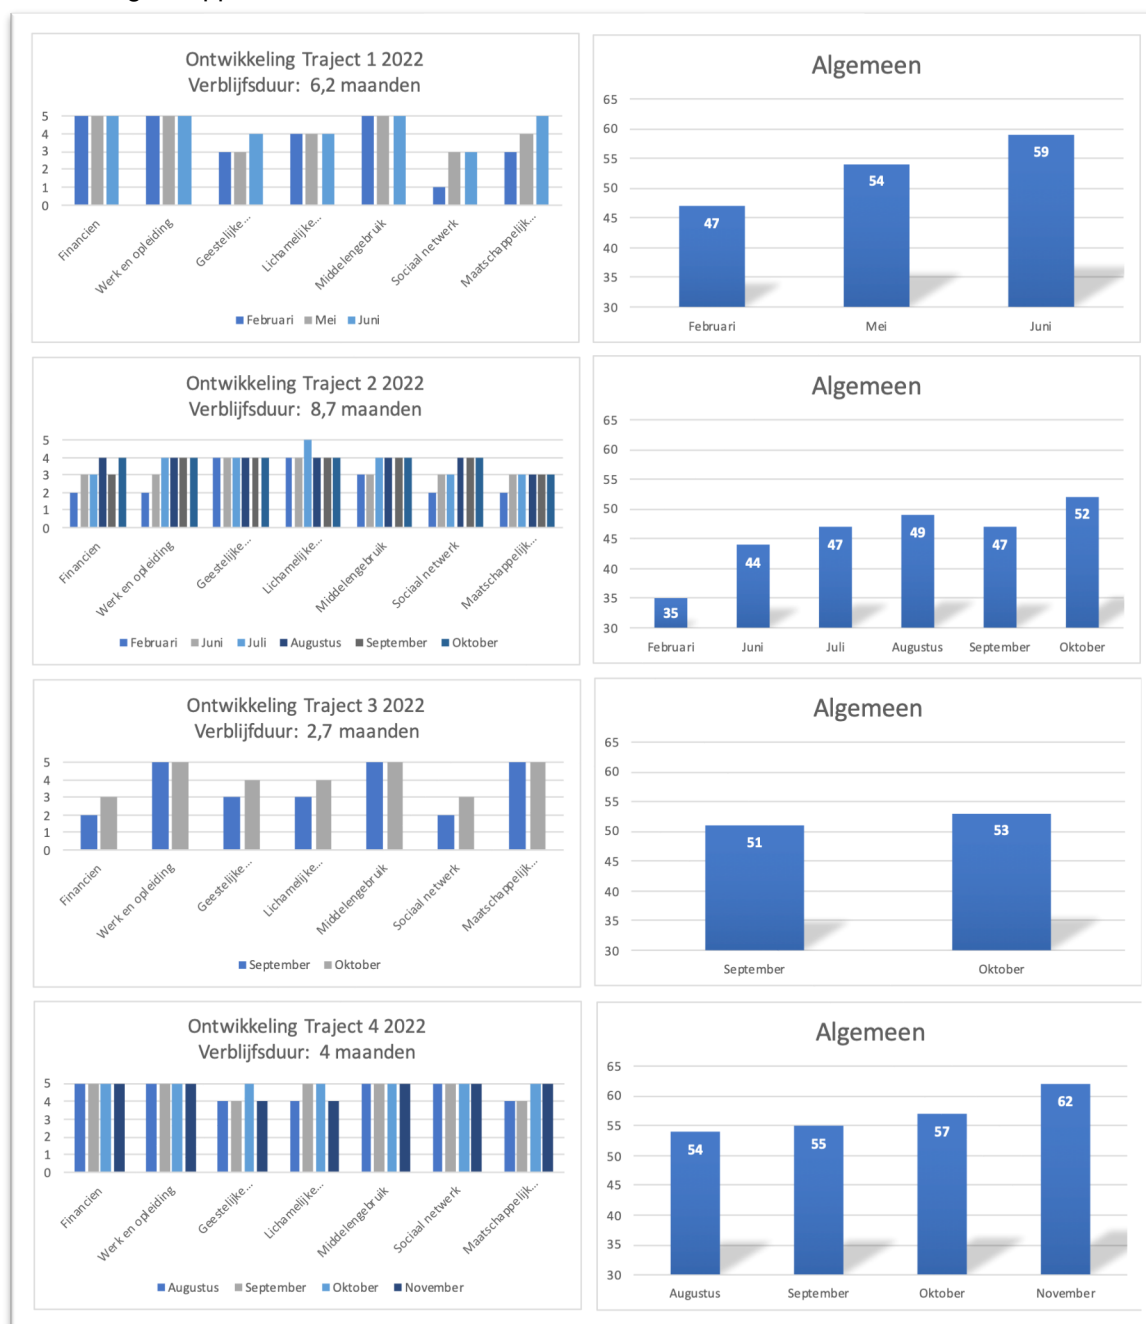 Ontwikkeling Traject 1 2022
Verblijfsduur: 6,2 maanden
5
4
3
2
1
0
Financien
Werk en opleiding
Geestelijke...
Lichamelijke...
Middelengebruik
Sociaal netwerk
Maatschappelijk...
Februari Mei Juni
Algemeen
65
60
55
50
45
40
35
30
47
54
59
Februari Mei Juni
Ontwikkeling Traject 2 2022
Verblijfsduur: 8,7 maanden
5
4
3
2
1
0
Financien
Werk en opleiding
Geestelijke...
Lichamelijke...
Middelengebruik
Sociaal netwerk
Maatschappelijk...
Februari Juni Juli Augustus September Oktober
Algemeen
65
60
55
50
45
40
35
30
35
44
47
49
47
52
Februari Juni Juli Augustus September Oktober
Ontwikkeling Traject 3 2022
Verblijfduur: 2,7 maanden
5
4
3
2
1
0
Financien
Werk en opleiding
Geestelijke...
Lichamelijke...
Middelengebruik
Sociaal netwerk
Maatschappelijk...
September Oktober
Algemeen
65
60
55
50
45
40
35
30
51
53
September Oktober
Ontwikkeling Traject 4 2022
Verblijfsduur: 4 maanden
5
4
3
2
1
0
Financien
Werk en opleiding
Geestelijke...
Lichamelijke...
Middelengebruik
Sociaal netwerk
Maatschappelijk...
Augustus September Oktober November
Algemeen
65
60
55
50
45
40
35
30
54
55
57
62
Augustus September Oktober November